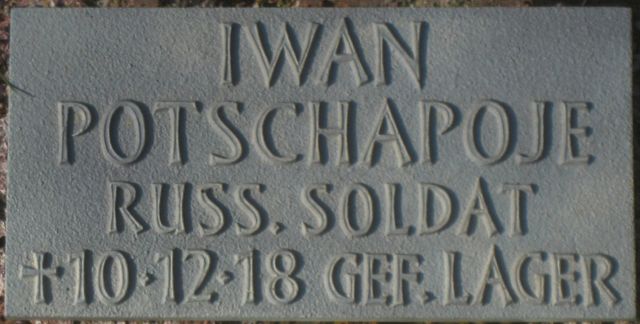 IWAN
POTSCHAPOJE
RUSS. SOLDAT
✝10·12·18 GEF. LAGER